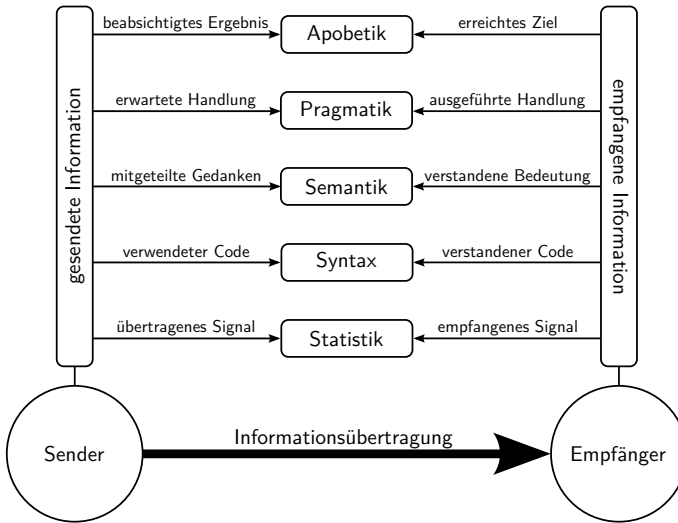 beabsichtigtes Ergebnis
Apobetik
erreichtes Ziel
erwartete Handlung
Pragmatik
ausgeführte Handlung
mitgeteilte Gedanken
Semantik
verstandene Bedeutung
verwendeter Code
Syntax
verstandener Code
übertragenes Signal
Statistik
empfangenes Signal
gesendete Information
empfangene Information
Sender
Informationsübertragung
Empfänger